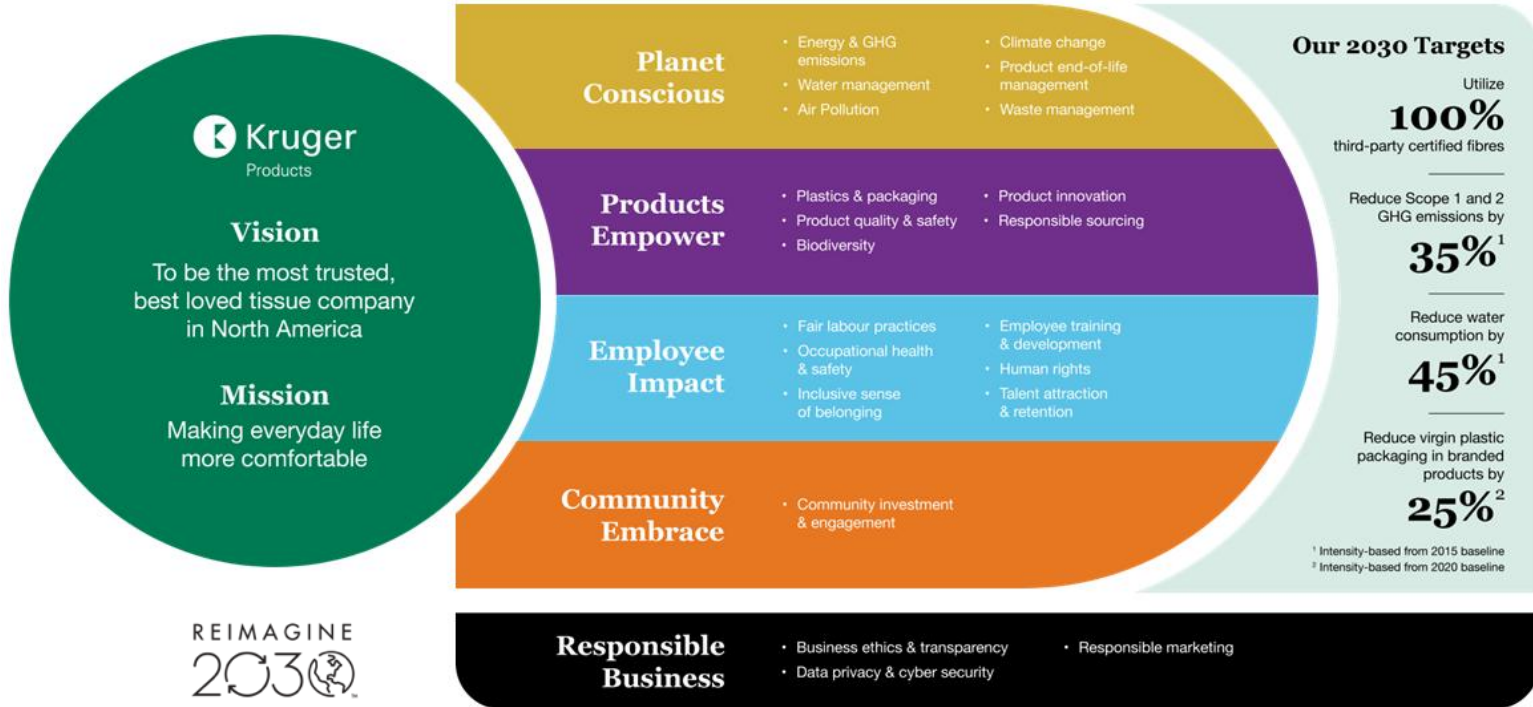 Kruger
Products
Vision
To be the most trusted,
best loved tissue company
in North America
Mission
Making everyday life
more comfortable
REIMAGINE
2030
Planet
Conscious
• Energy & GHG
emissions
• Water management
• Air Pollution
• Climate change
• Product end-of-life
management
• Waste management
Products
Empower
• Plastics & packaging
• Product quality & safety
• Biodiversity
• Product innovation
• Responsible sourcing
Employee
Impact
• Fair labour practices
• Occupational health
& safety
• Inclusive sense
of belonging
• Employee training
& development
• Human rights
• Talent attraction
& retention
Community
Embrace
• Community investment
& engagement
Responsible
Business
• Business ethics & transparency
• Data privacy & cyber security
• Responsible marketing
Our 2030 Targets
Utilize
100%
third-party certified fibres
Reduce Scope 1 and 2
GHG emissions by
35%¹
Reduce water
consumption by
45%¹
Reduce virgin plastic
packaging in branded
products by
25%²
¹ Intensity-based from 2015 baseline
² Intensity-based from 2020 baseline